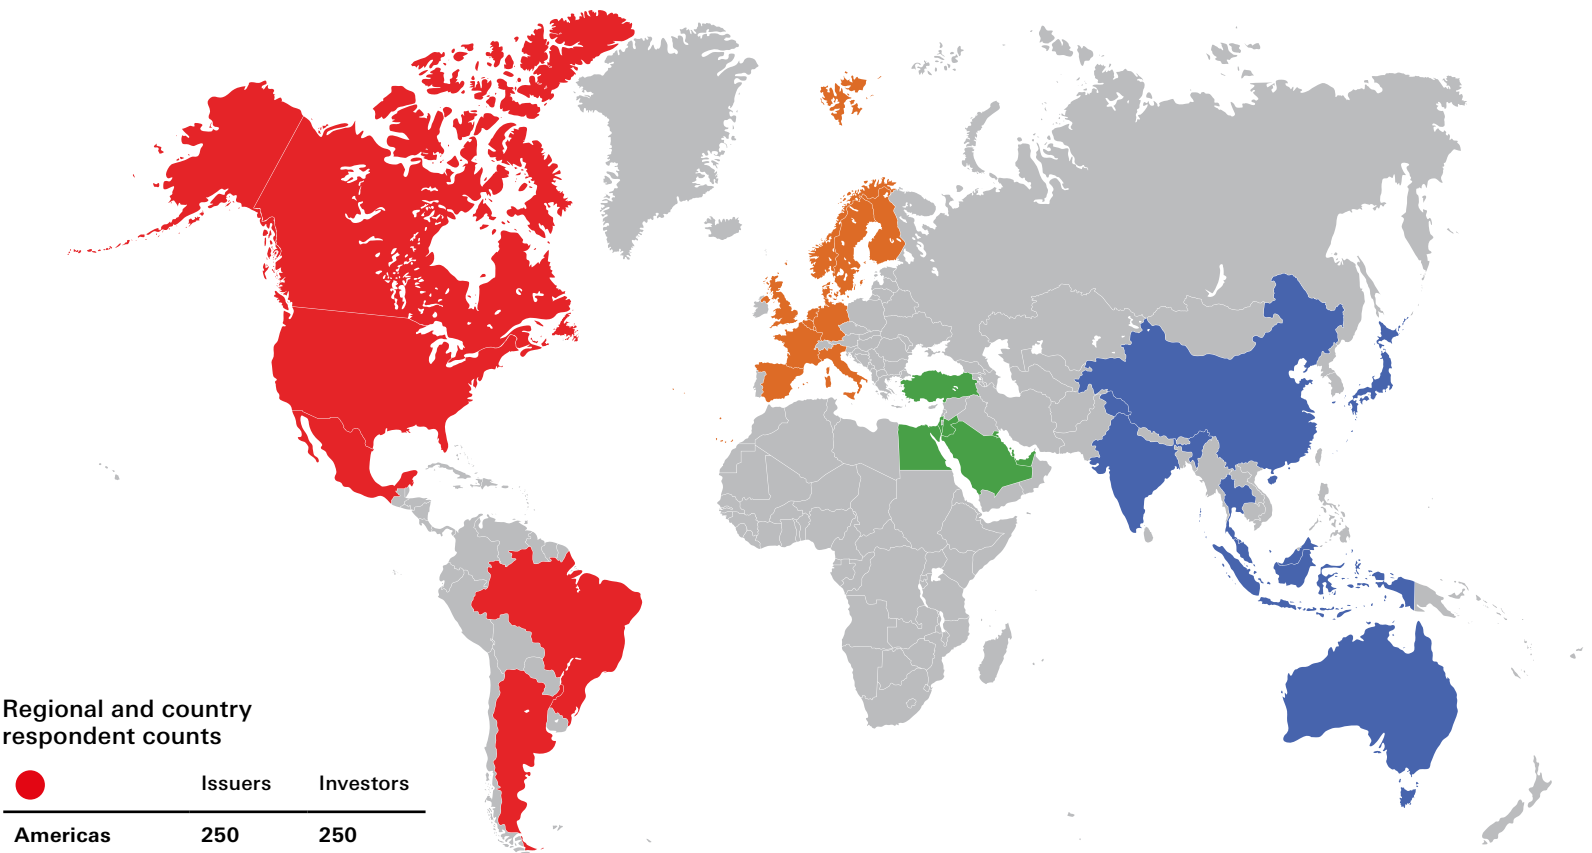 Regional and country
respondent counts
Issuers Investors
Americas 250 250